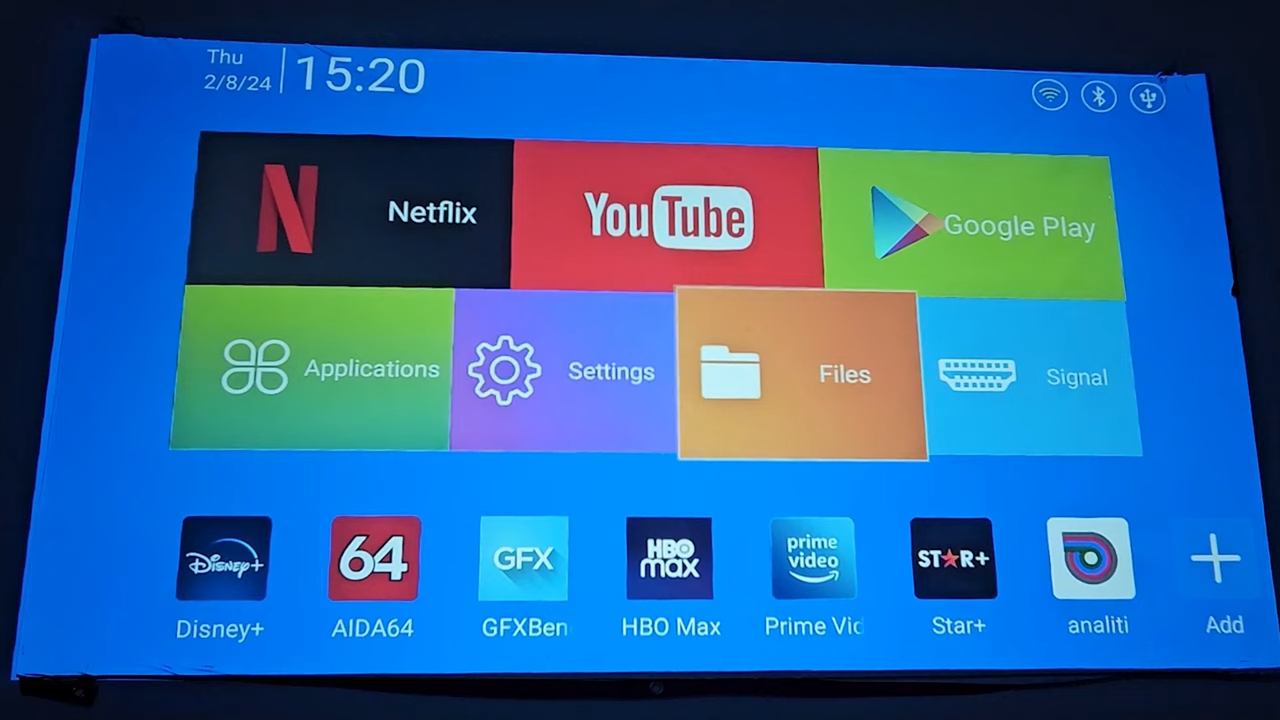 Thu
2/8/24
15:20
Netflix
YouTube
Google Play
Applications
Settings
Files
Signal
Disney+
64
GFX
HBO
max
prime
video
ST★R+
Disney+
AIDA64
GFXBen
HBO Max
Prime Vid
Star+
analiti
Add